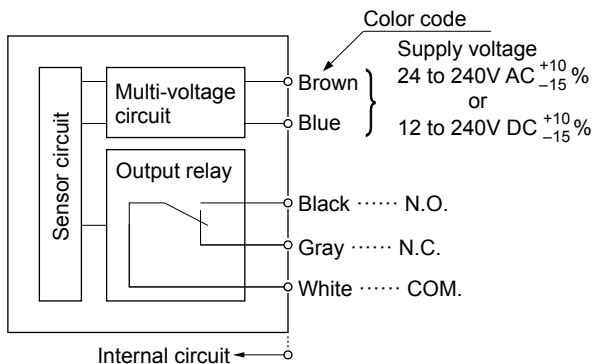 Color code
Supply voltage
24 to 240V AC +10 −15 %
or
12 to 240V DC +10 −15 %
Brown
Blue
Multi-voltage
circuit
Sensor circuit
Output relay
Black ······ N.O.
Gray ······ N.C.
White ······ COM.
Internal circuit